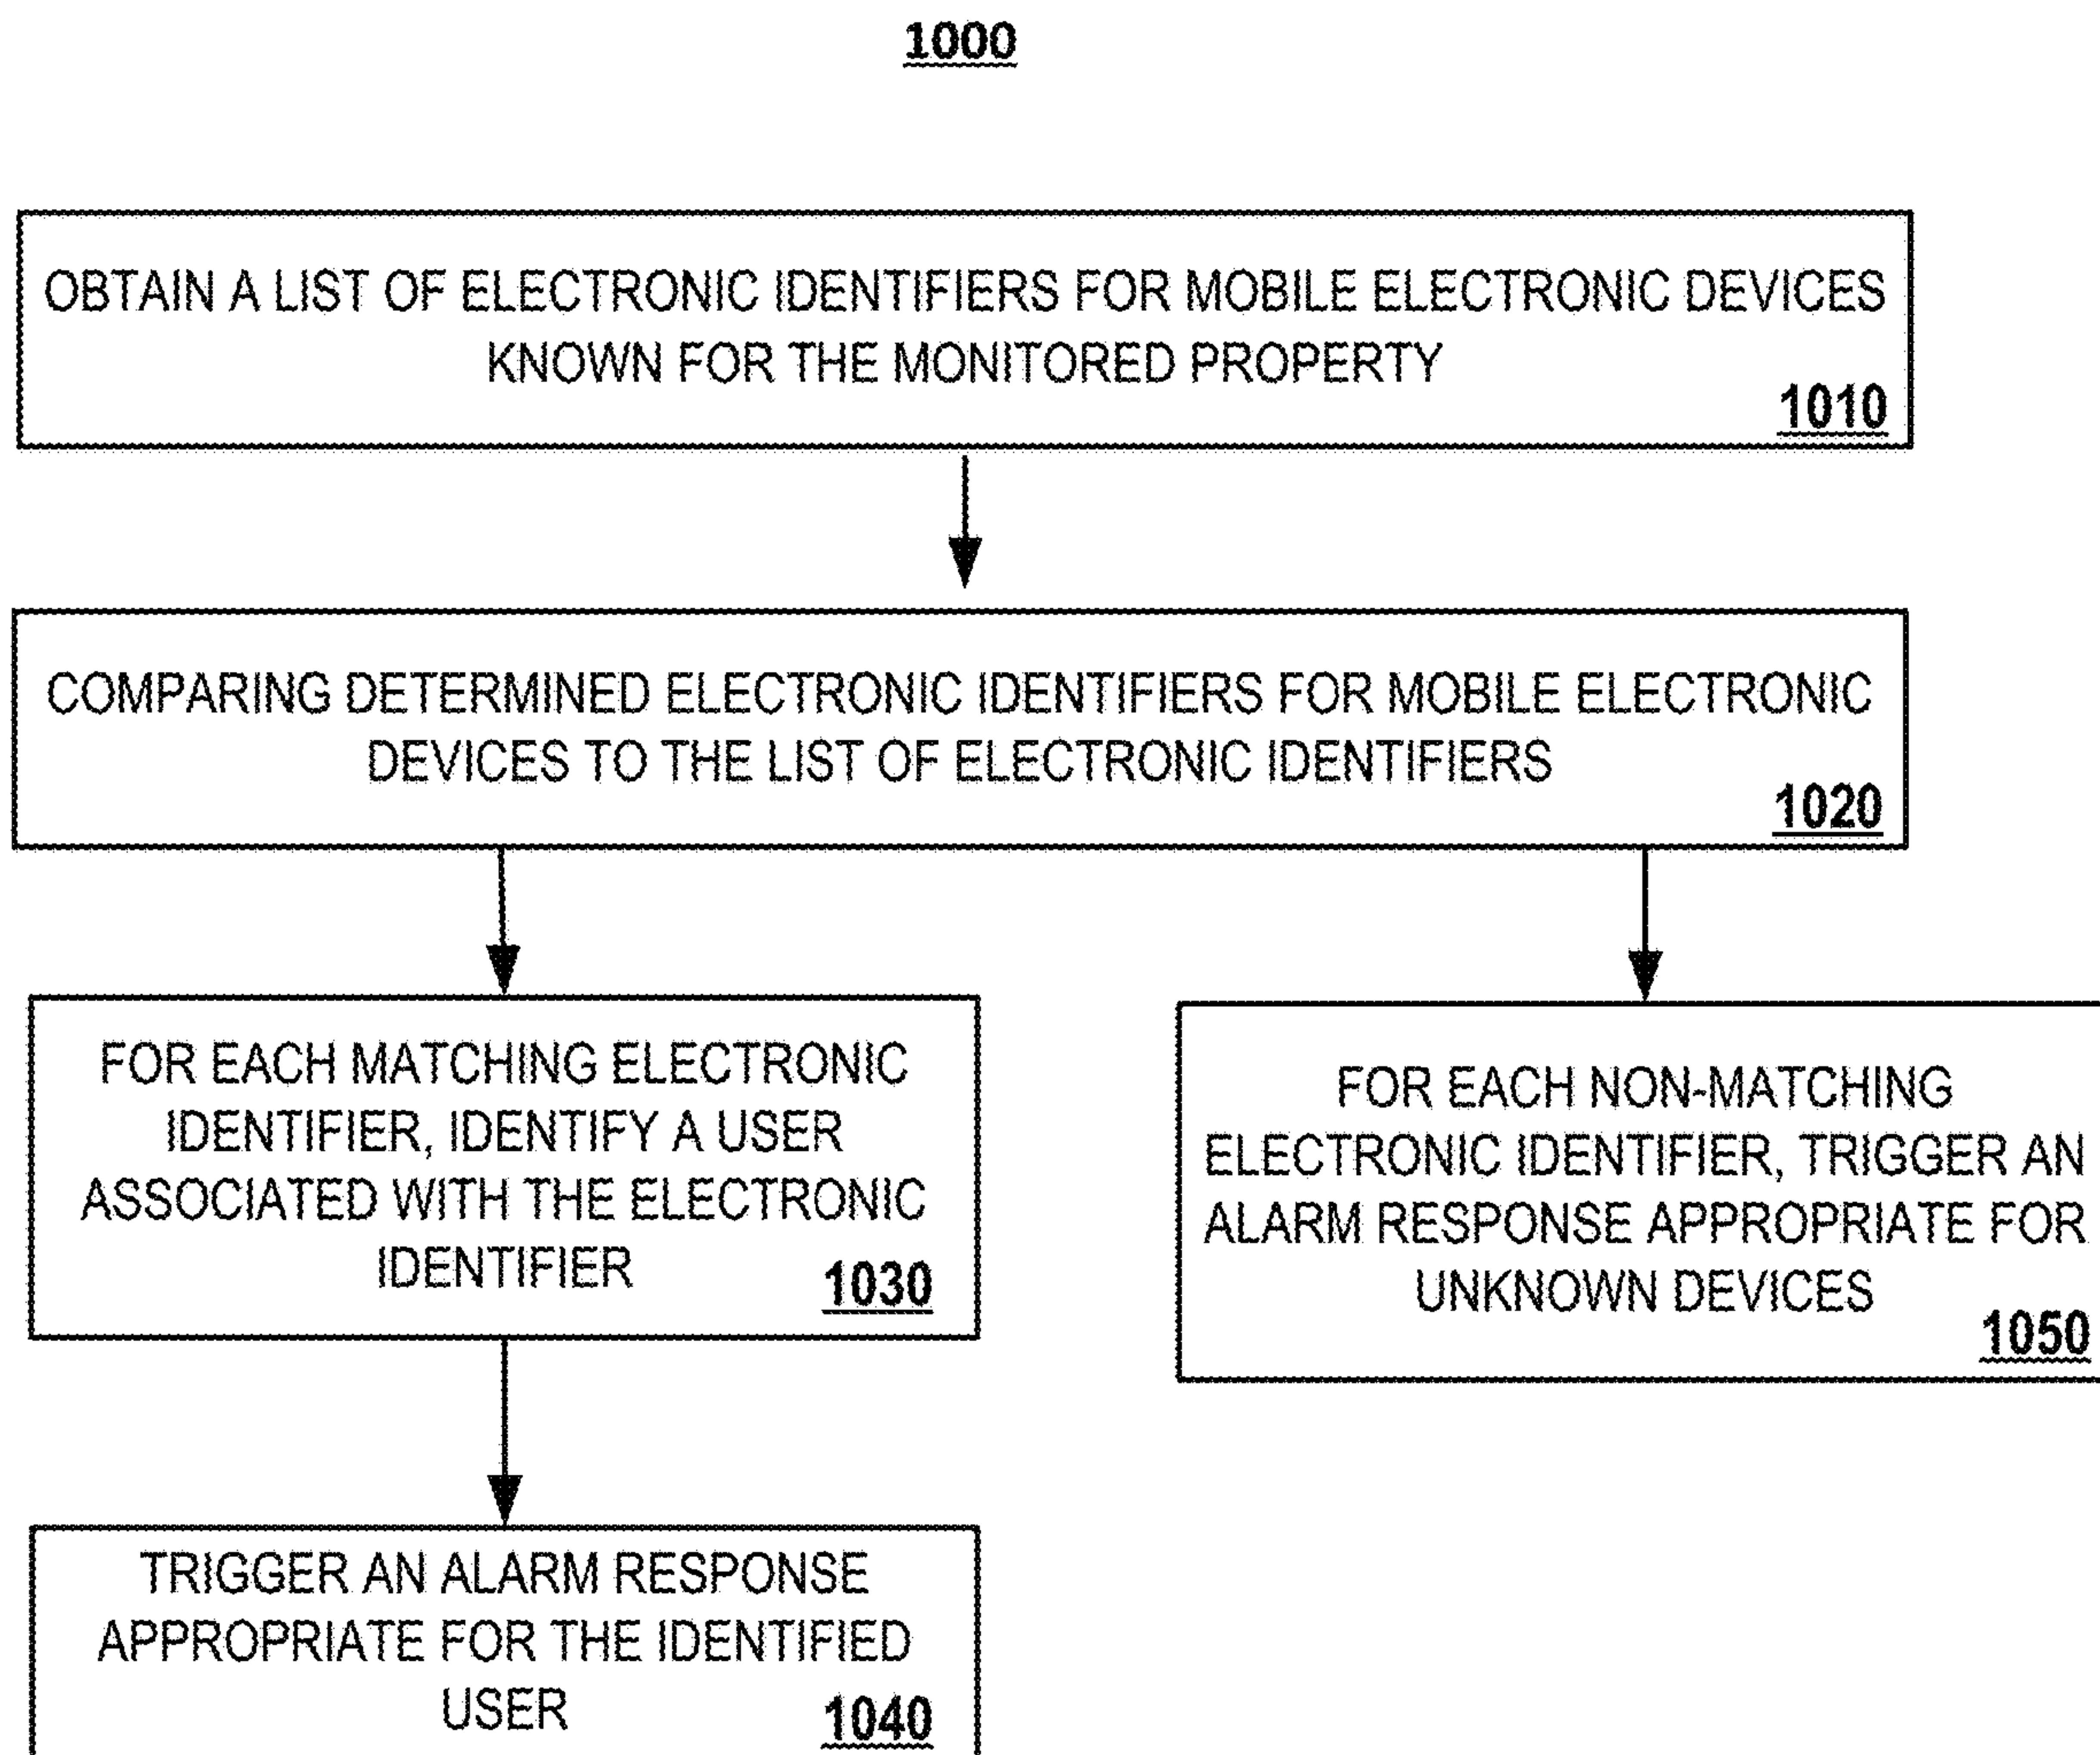 1000
OBTAIN A LIST OF ELECTRONIC IDENTIFIERS FOR MOBILE ELECTRONIC DEVICES
KNOWN FOR THE MONITORED PROPERTY
1010
COMPARING DETERMINED ELECTRONIC IDENTIFIERS FOR MOBILE ELECTRONIC
DEVICES TO THE LIST OF ELECTRONIC IDENTIFIERS
1020
FOR EACH MATCHING ELECTRONIC
IDENTIFIER, IDENTIFY A USER
ASSOCIATED WITH THE ELECTRONIC
IDENTIFIER
1030
FOR EACH NON-MATCHING
ELECTRONIC IDENTIFIER, TRIGGER AN
ALARM RESPONSE APPROPRIATE FOR
UNKNOWN DEVICES
1050
TRIGGER AN ALARM RESPONSE
APPROPRIATE FOR THE IDENTIFIED
USER
1040